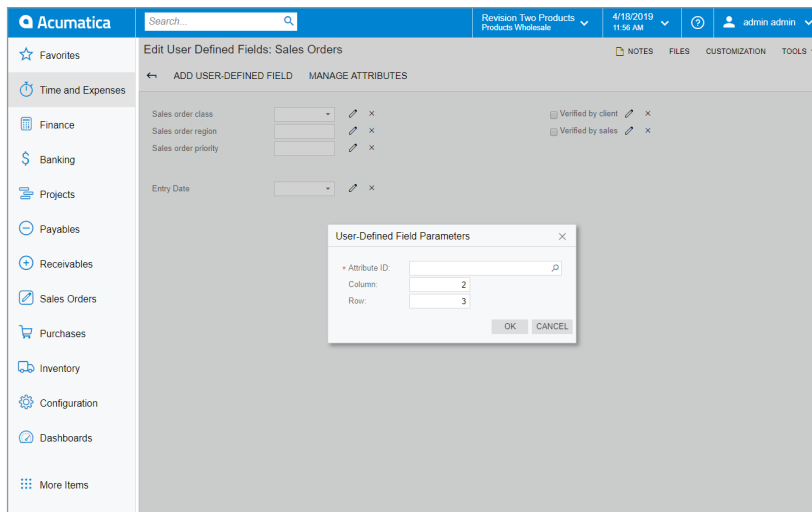 Acumatica
Search...
Revision Two Products
Products Wholesale
4/18/2019
11:56 AM
admin admin
Favorites
Time and Expenses
Finance
Banking
Projects
Payables
Receivables
Sales Orders
Purchases
Inventory
Configuration
Dashboards
More Items
Edit User Defined Fields: Sales Orders
NOTES FILES CUSTOMIZATION TOOLS
ADD USER-DEFINED FIELD MANAGE ATTRIBUTES
Sales order class
Verified by client
Sales order region
Verified by sales
Sales order priority
Entry Date
User-Defined Field Parameters
* Attribute ID:
Column: 2
Row: 3
OK CANCEL